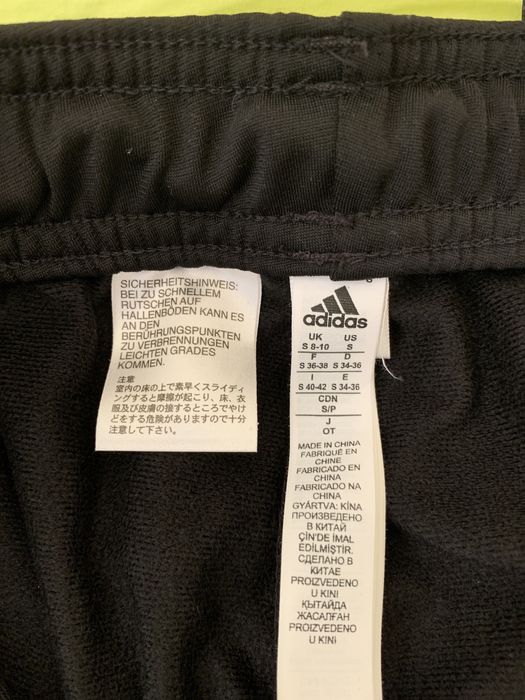 SICHERHEITSHINWEIS:
BEI ZU SCHNELLEM
RUTSCHEN AUF
HALLENBÖDEN KANN ES
AN DEN
BERÜHRUNGSPUNKTEN
ZU VERBRENNUNGEN
LEICHTEN GRADES
KOMMEN.
注意
室内の床の上で素早くスライディ
ングすると摩擦が起こり、床、衣
服及び皮膚の接するところでやけ
どをする危険がありますので十分
注意して下さい。
adidas
UK US
S 8-10 S
F D
S 36-38 S 34-36
I E
S 40-42 S 34-36
CDN
S/P
J
OT
MADE IN CHINA
FABRIQUÉ EN
CHINE
FABRICADO EN
CHINA
FABRICADO NA
CHINA
GYÁRTVA: KÍNA
ПРОИЗВЕДЕНО
В КИТАЙ
ÇİN'DE İMAL
EDİLMİŞTİR.
СДЕЛАНО В
КИТАЕ
PROIZVEDENO
U KINI
ҚЫТАЙДА
ЖАСАЛҒАН
PROIZVEDENO
U KINI